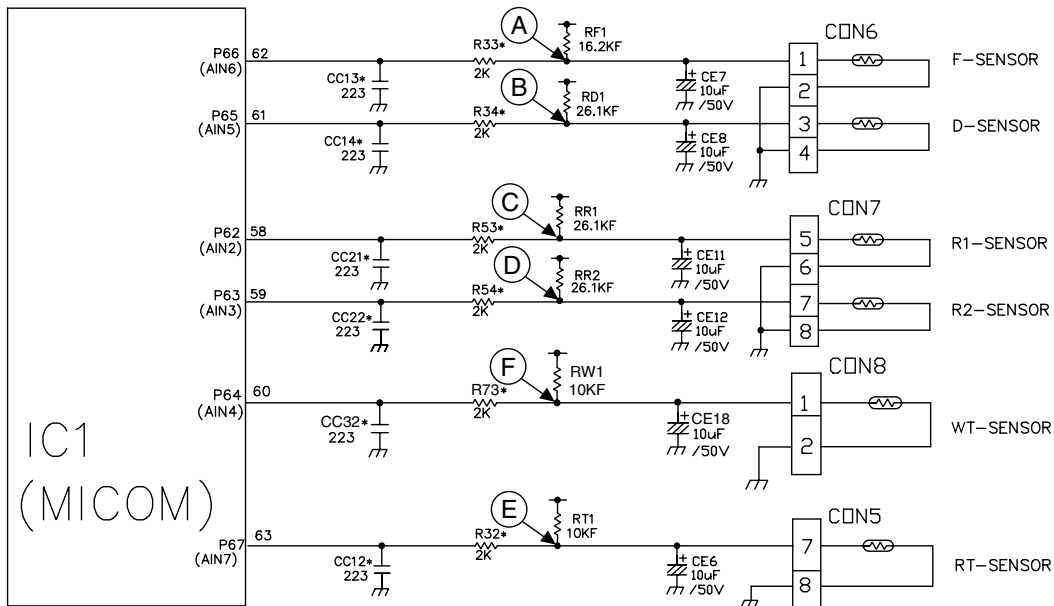 A
RF1
16.2KF
CON6
P66
(AIN6)
62
R33*
2K
CC13*
223
+ CE7
10uF
/50V
1
2
F-SENSOR
B
RD1
26.1KF
P65
(AIN5)
61
R34*
2K
CC14*
223
+ CE8
10uF
/50V
3
4
D-SENSOR
C
RR1
26.1KF
CON7
P62
(AIN2)
58
R53*
2K
CC21*
223
+ CE11
10uF
/50V
5
6
R1-SENSOR
D
RR2
26.1KF
P63
(AIN3)
59
R54*
2K
CC22*
223
+ CE12
10uF
/50V
7
8
R2-SENSOR
F
RW1
10KF
CON8
P64
(AIN4)
60
R73*
2K
CC32*
223
+ CE18
10uF
/50V
1
2
WT-SENSOR
IC1
(MICOM)
E
RT1
10KF
CON5
P67
(AIN7)
63
R32*
2K
CC12*
223
+ CE6
10uF
/50V
7
8
RT-SENSOR